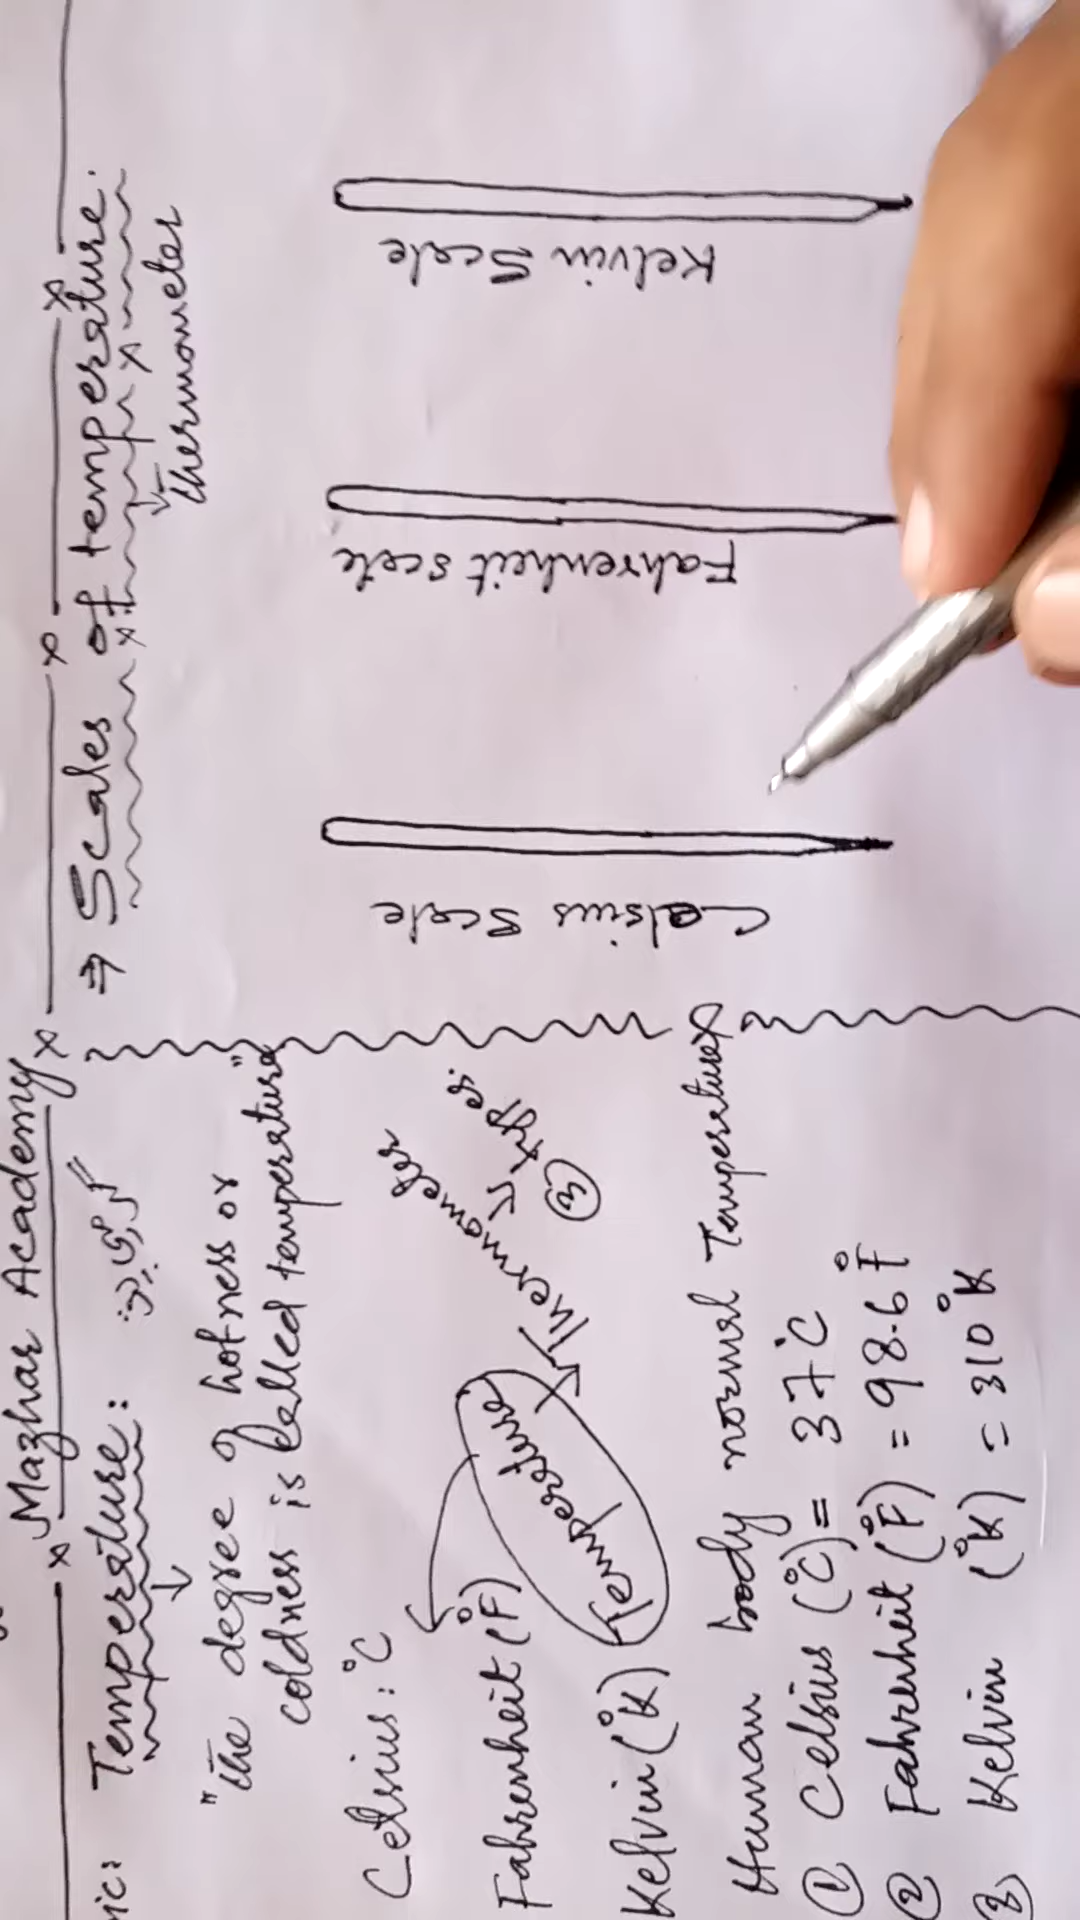 Mazhar Academy
Temperature:
"The degree of hotness or
coldness is called temperature"
Celsius: °C
Fahrenheit (°F)
Kelvin (°K)
Temperature
Thermometer
③ types.
Human body normal Temperature
① Celsius (°C) = 37°C
② Fahrenheit (°F) = 98.6°F
③ Kelvin (°K) = 310°K
⇒ Scales of temperature.
Thermometer
Celsius Scale
Fahrenheit scale
Kelvin Scale